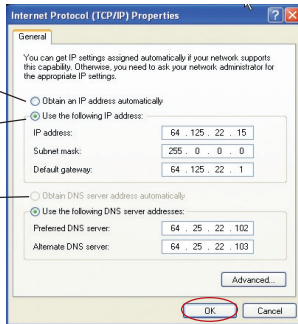 Internet Protocol (TCP/IP) Properties
General
You can get IP settings assigned automatically if your network supports
this capability. Otherwise, you need to ask your network administrator for
the appropriate IP settings.
Obtain an IP address automatically
Use the following IP address:
IP address: 64 . 125 . 22 . 15
Subnet mask: 255 . 0 . 0 . 0
Default gateway: 64 . 125 . 22 . 1
Obtain DNS server address automatically
Use the following DNS server addresses:
Preferred DNS server: 64 . 25 . 22 . 102
Alternate DNS server: 64 . 25 . 22 . 103
Advanced...
OK Cancel